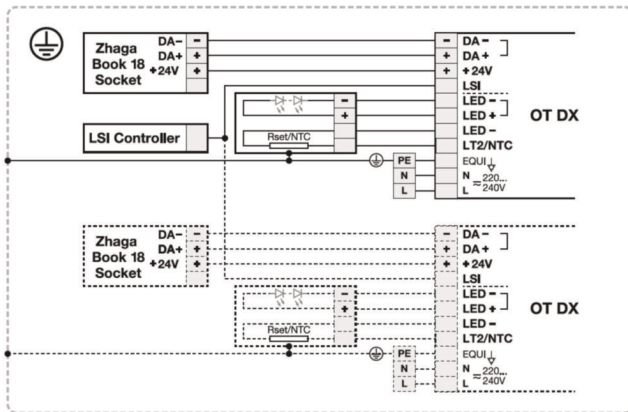 Zhaga
Book 18
Socket
DA-
DA+
+24V
-
+
+
-
+
+
DA-
DA+
+24V
LSI
LED -
LED +
LED -
LT2/NTC
EQUI
N
L
220...
240V
OT DX
-
+
Rset/NTC
LSI Controller
PE
N
L
Zhaga
Book 18
Socket
DA-
DA+
+24V
-
+
+
-
+
+
DA-
DA+
+24V
LSI
LED -
LED +
LED -
LT2/NTC
EQUI
N
L
220...
240V
OT DX
-
+
Rset/NTC
PE
N
L